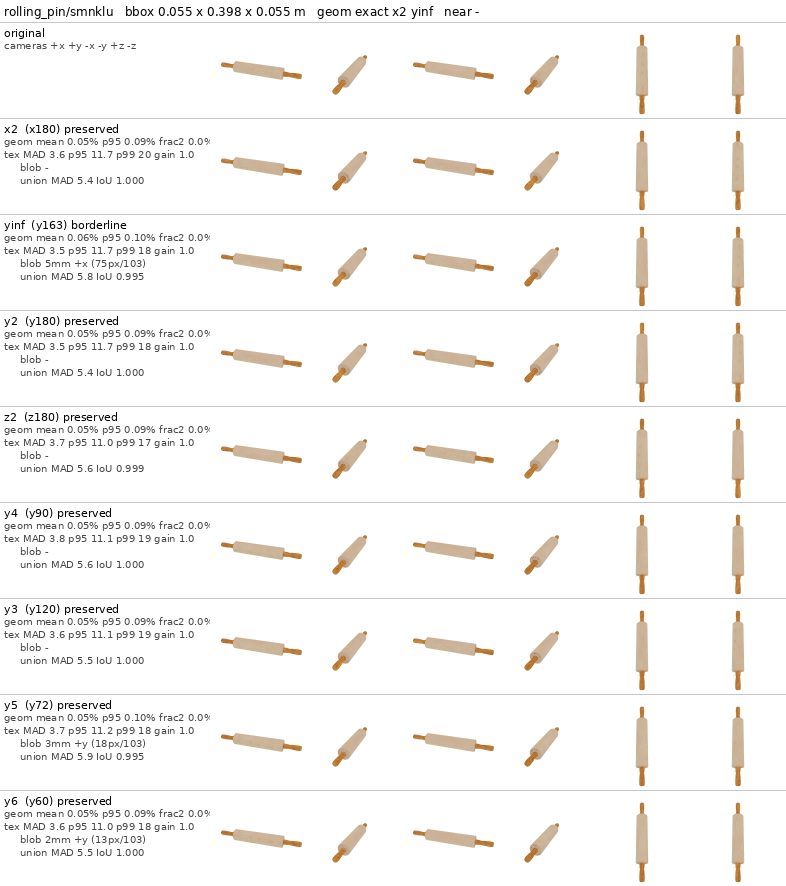 rolling_pin/smnklu bbox 0.055 x 0.398 x 0.055 m geom exact x2 yinf near -
original
cameras +x +y -x -y +z -z
x2 (x180) preserved
geom mean 0.05% p95 0.09% frac2 0.0%
tex MAD 3.6 p95 11.7 p99 20 gain 1.0
blob -
union MAD 5.4 IoU 1.000
yinf (y163) borderline
geom mean 0.06% p95 0.10% frac2 0.0%
tex MAD 3.5 p95 11.7 p99 18 gain 1.0
blob 5mm +x (75px/103)
union MAD 5.8 IoU 0.995
y2 (y180) preserved
geom mean 0.05% p95 0.09% frac2 0.0%
tex MAD 3.5 p95 11.7 p99 18 gain 1.0
blob -
union MAD 5.4 IoU 1.000
z2 (z180) preserved
geom mean 0.05% p95 0.09% frac2 0.0%
tex MAD 3.7 p95 11.0 p99 17 gain 1.0
blob -
union MAD 5.6 IoU 0.999
y4 (y90) preserved
geom mean 0.05% p95 0.09% frac2 0.0%
tex MAD 3.8 p95 11.1 p99 19 gain 1.0
blob -
union MAD 5.6 IoU 1.000
y3 (y120) preserved
geom mean 0.05% p95 0.09% frac2 0.0%
tex MAD 3.6 p95 11.1 p99 19 gain 1.0
blob -
union MAD 5.5 IoU 1.000
y5 (y72) preserved
geom mean 0.05% p95 0.10% frac2 0.0%
tex MAD 3.7 p95 11.2 p99 18 gain 1.0
blob 3mm +y (18px/103)
union MAD 5.9 IoU 0.995
y6 (y60) preserved
geom mean 0.05% p95 0.09% frac2 0.0%
tex MAD 3.6 p95 11.0 p99 18 gain 1.0
blob 2mm +y (13px/103)
union MAD 5.5 IoU 1.000